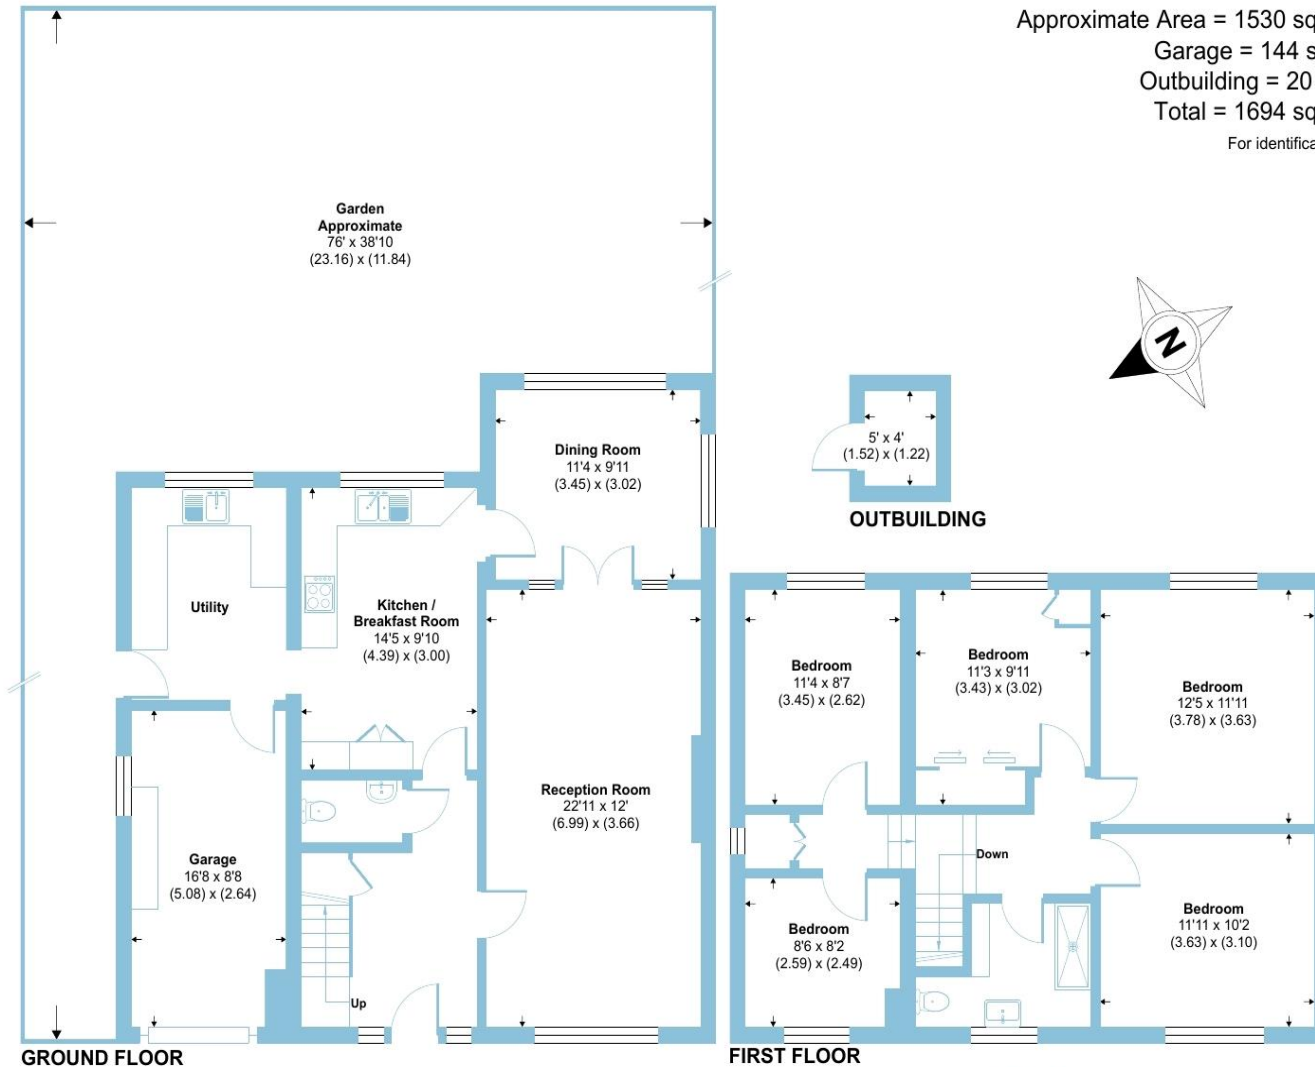 Approximate Area = 1530 sq
Garage = 144 s
Outbuilding = 20
Total = 1694 sq
For identifica
Garden
Approximate
76' x 38'10
(23.16) x (11.84)
N
Dining Room
11'4 x 9'11
(3.45) x (3.02)
5' x 4'
(1.52) x (1.22)
OUTBUILDING
Utility
Kitchen /
Breakfast Room
14'5 x 9'10
(4.39) x (3.00)
Reception Room
22'11 x 12'
(6.99) x (3.66)
Garage
16'8 x 8'8
(5.08) x (2.64)
Up
GROUND FLOOR
Bedroom
11'4 x 8'7
(3.45) x (2.62)
Bedroom
11'3 x 9'11
(3.43) x (3.02)
Bedroom
12'5 x 11'11
(3.78) x (3.63)
Down
Bedroom
8'6 x 8'2
(2.59) x (2.49)
Bedroom
11'11 x 10'2
(3.63) x (3.10)
FIRST FLOOR